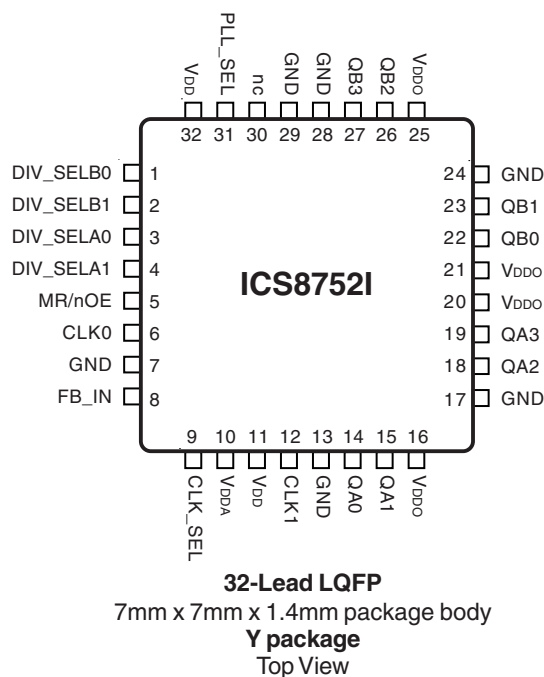 VDD
PLL_SEL
nc
GND
GND
QB3
QB2
VDDO
32 31 30 29 28 27 26 25
DIV_SELB0 1
DIV_SELB1 2
DIV_SELA0 3
DIV_SELA1 4
MR/nOE 5
CLK0 6
GND 7
FB_IN 8
ICS8752I
24 GND
23 QB1
22 QB0
21 VDDO
20 VDDO
19 QA3
18 QA2
17 GND
9 10 11 12 13 14 15 16
CLK_SEL
VDDA
VDD
CLK1
GND
QA0
QA1
VDDO
32-Lead LQFP
7mm x 7mm x 1.4mm package body
Y package
Top View